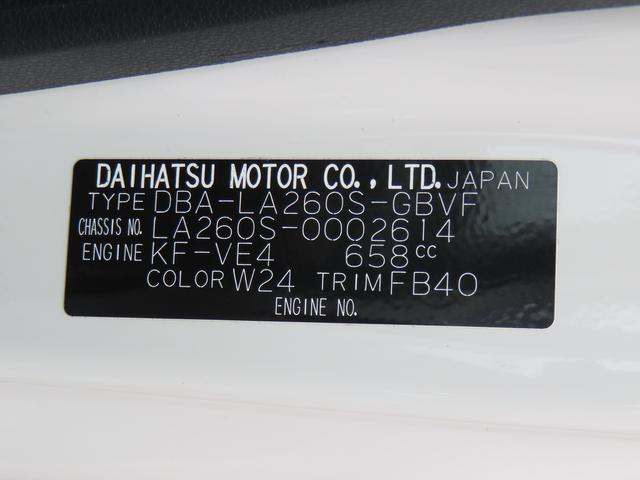 DAIHATSU MOTOR CO., LTD. JAPAN
TYPE DBA-LA260S-GBVF
CHASSIS NO. LA260S-0002614
ENGINE KF-VE4 658cc
COLOR W24 TRIM FB40
ENGINE NO.